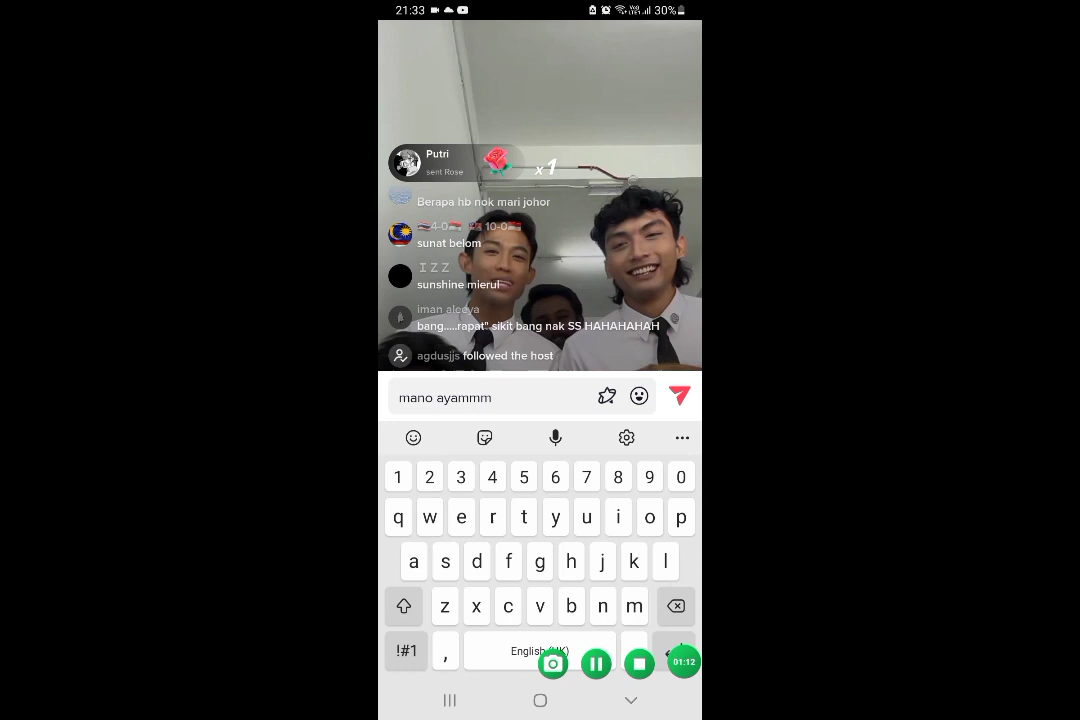 21:33
30%
Putri
sent Rose
x1
Berapa hb nok mari johor
4-0 10-0
sunat belom
I Z Z
sunshine mierul
iman aleeya
bang.....rapat" sikit bang nak SS HAHAHAHAH
agdusjjs followed the host
mano ayammm
1 2 3 4 5 6 7 8 9 0
q w e r t y u i o p
a s d f g h j k l
z x c v b n m
!#1 , English (UK)
01:12